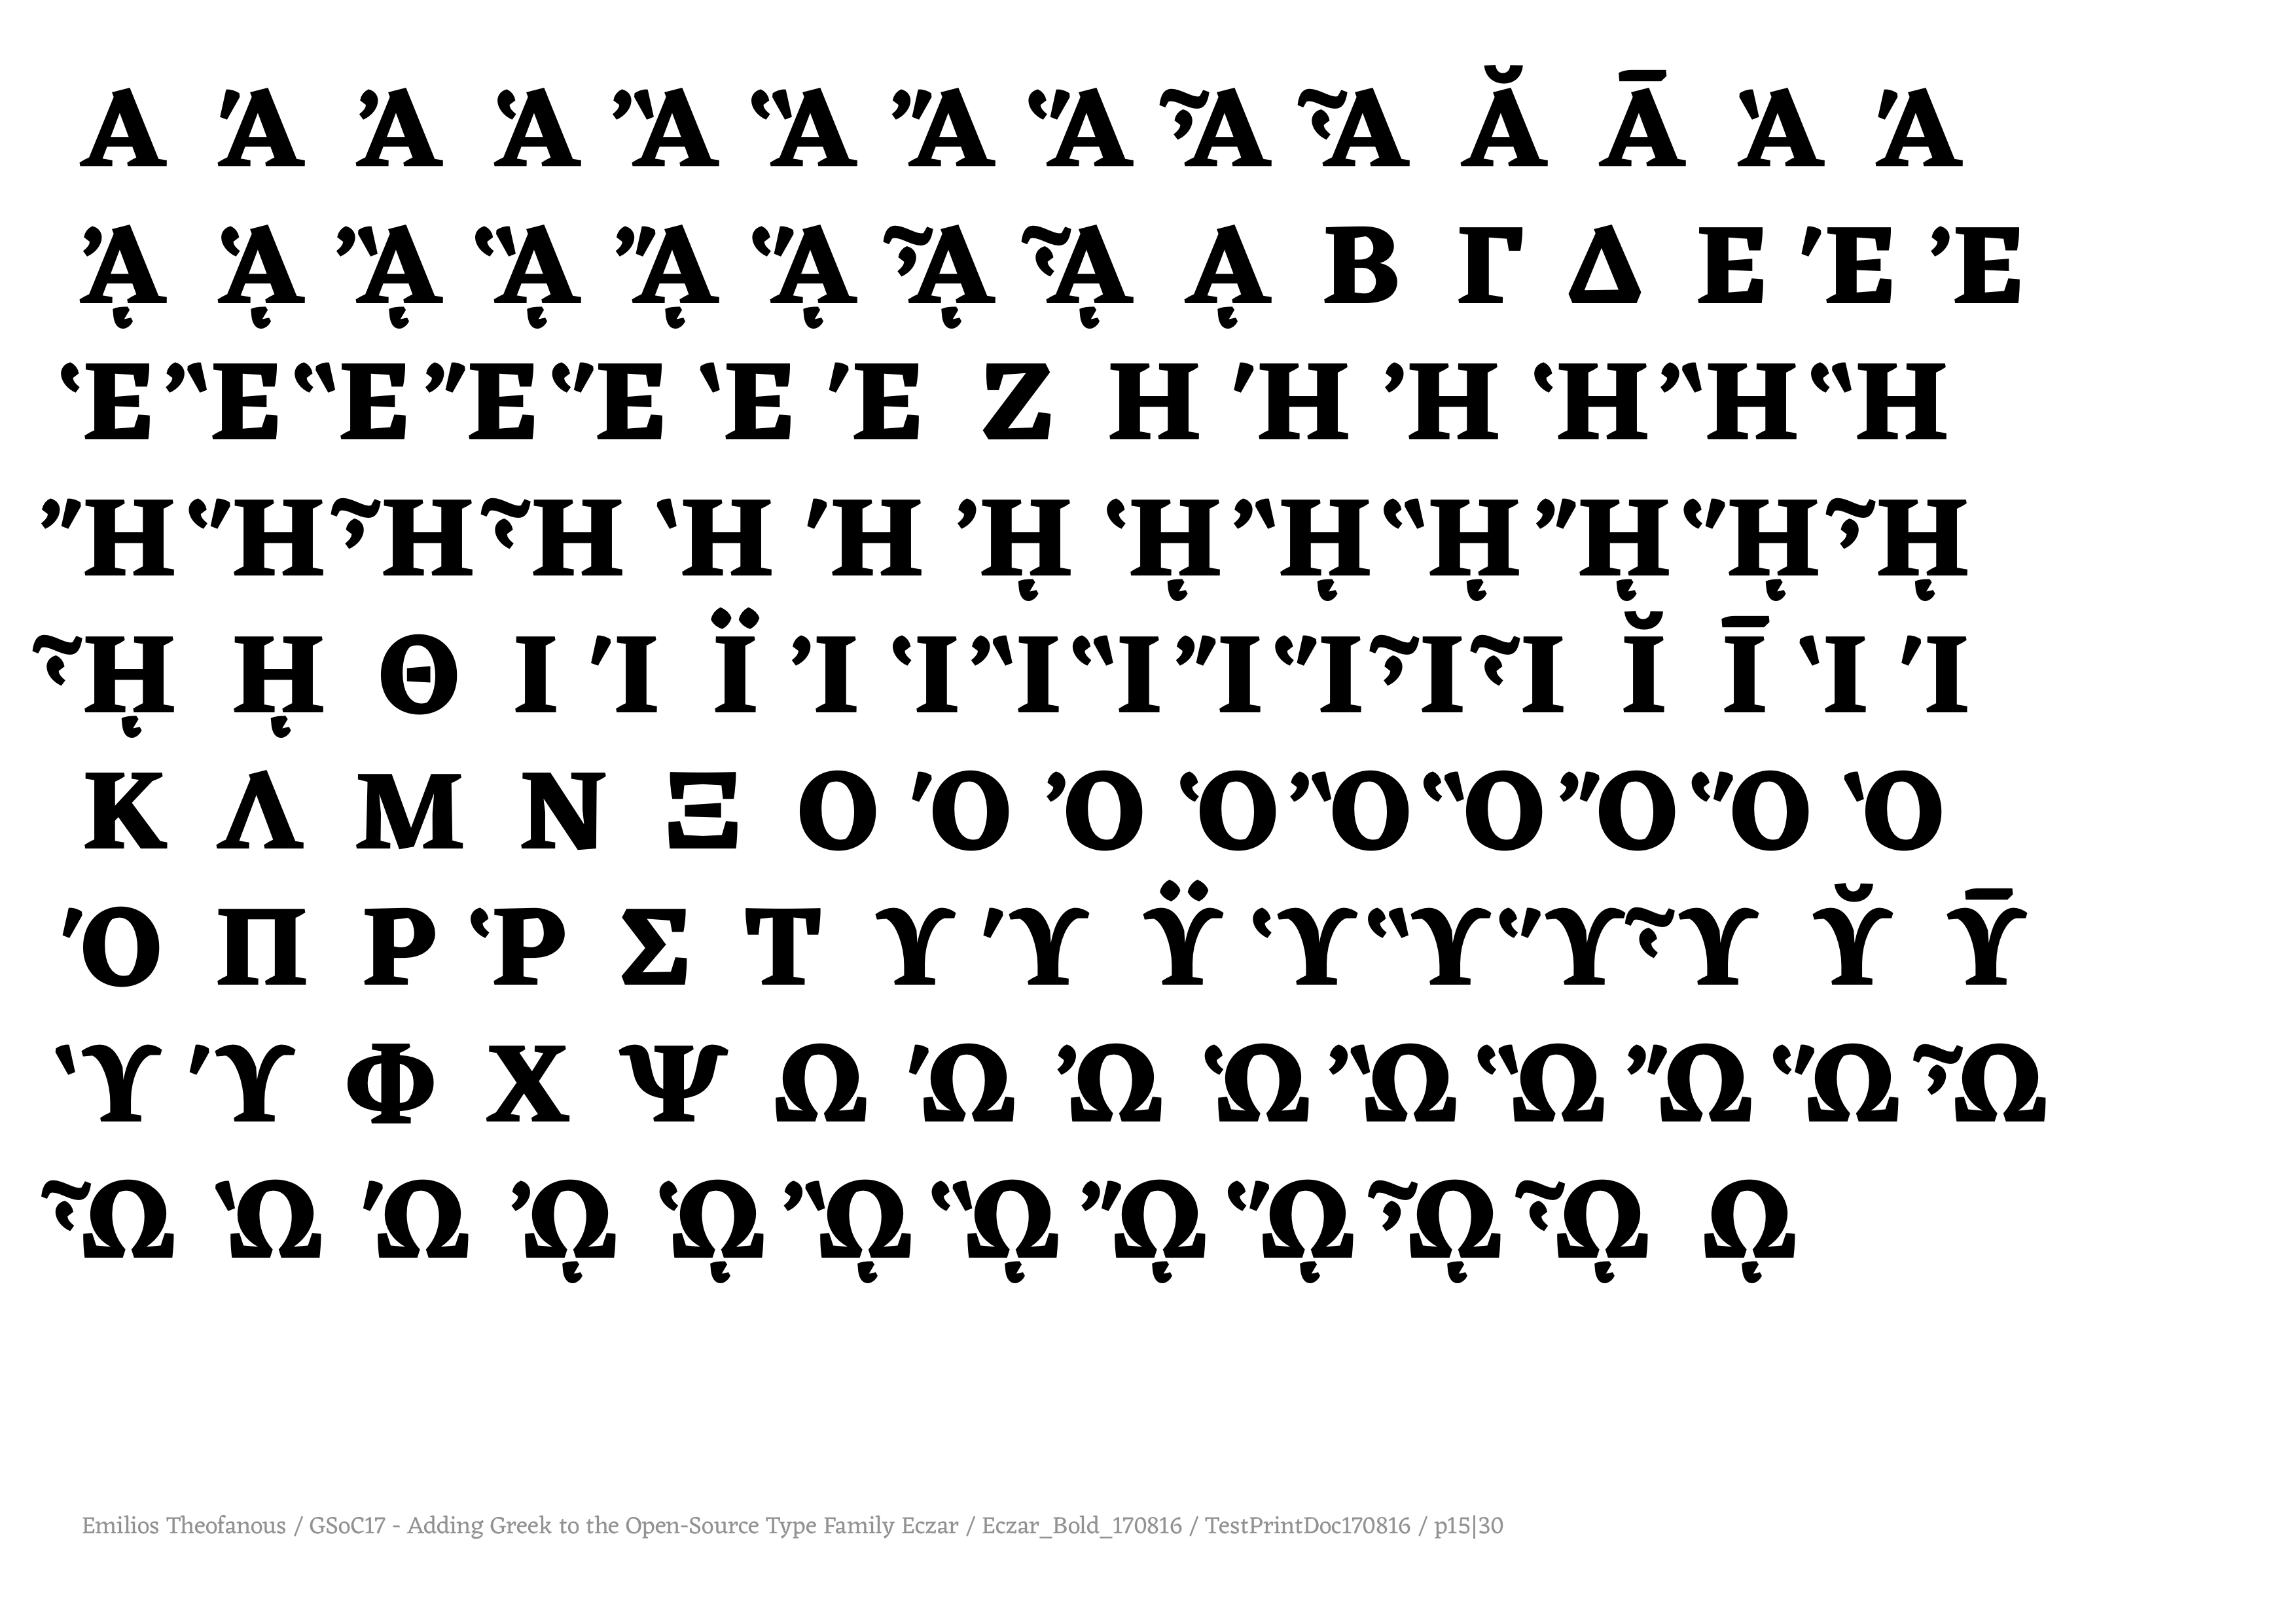 Α Ά Ἀ Ἁ Ἂ Ἃ Ἄ Ἅ Ἆ Ἇ Ᾰ Ᾱ Ὰ Ά
ᾈ ᾉ ᾊ ᾋ ᾌ ᾍ ᾎ ᾏ ᾼ Β Γ Δ Ε Έ Ἐ
Ἑ Ἒ Ἓ Ἔ Ἕ Ὲ Έ Ζ Η Ή Ἠ Ἡ Ἢ Ἣ
Ἤ Ἥ Ἦ Ἧ Ὴ Ή ᾘ ᾙ ᾚ ᾛ ᾜ ᾝ ᾞ
ᾟ ῌ Θ Ι Ί Ϊ Ἰ Ἱ Ἲ Ἳ Ἴ Ἵ Ἶ Ἷ Ῐ Ῑ Ὶ Ί
Κ Λ Μ Ν Ξ Ο Ό Ὀ Ὁ Ὂ Ὃ Ὄ Ὅ Ὸ
Ό Π Ρ Ῥ Σ Τ Υ Ύ Ϋ Ὑ Ὓ Ὕ Ὗ Ῠ Ῡ
Ὺ Ύ Φ Χ Ψ Ω Ώ Ὠ Ὡ Ὢ Ὣ Ὤ Ὥ Ὦ
Ὧ Ὼ Ώ ᾨ ᾩ ᾪ ᾫ ᾬ ᾭ ᾮ ᾯ ῼ
Emilios Theofanous / GSoC17 - Adding Greek to the Open-Source Type Family Eczar / Eczar_Bold_170816 / TestPrintDoc170816 / p15|30